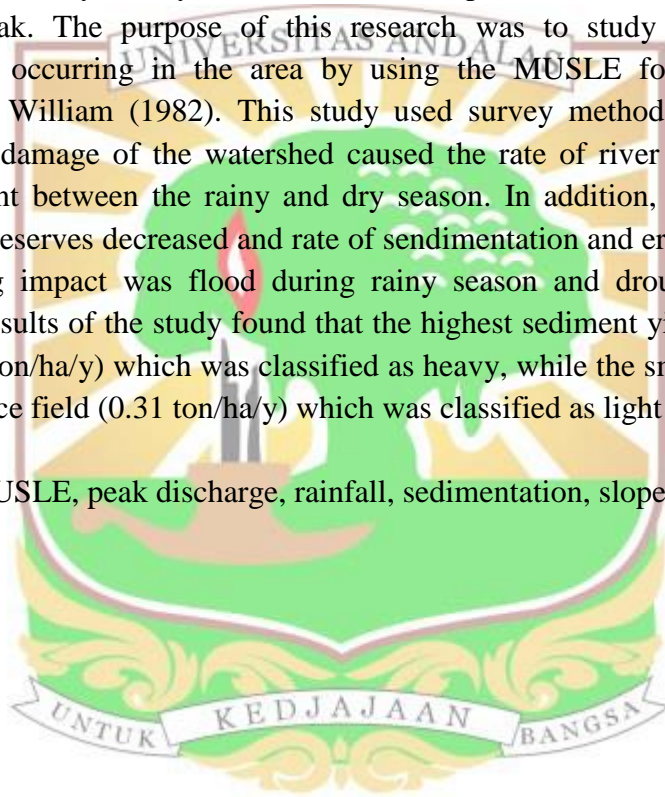 ak. The purpose of this research was to study
UNIVERSITAS ANDALAS
occurring in the area by using the MUSLE fo
William (1982). This study used survey method
damage of the watershed caused the rate of river
nt between the rainy and dry season. In addition,
eserves decreased and rate of sendimentation and er
g impact was flood during rainy season and drou
sults of the study found that the highest sediment yi
on/ha/y) which was classified as heavy, while the sn
ce field (0.31 ton/ha/y) which was classified as light
USLE, peak discharge, rainfall, sedimentation, slope
UNTUK KEDJAJAAN BANGSA